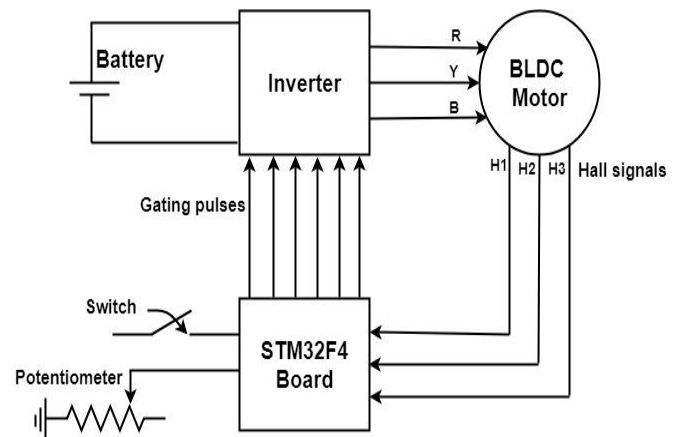 Battery
Inverter
R
Y
B
BLDC
Motor
H1 H2 H3 Hall signals
Gating pulses
Switch
STM32F4
Board
Potentiometer